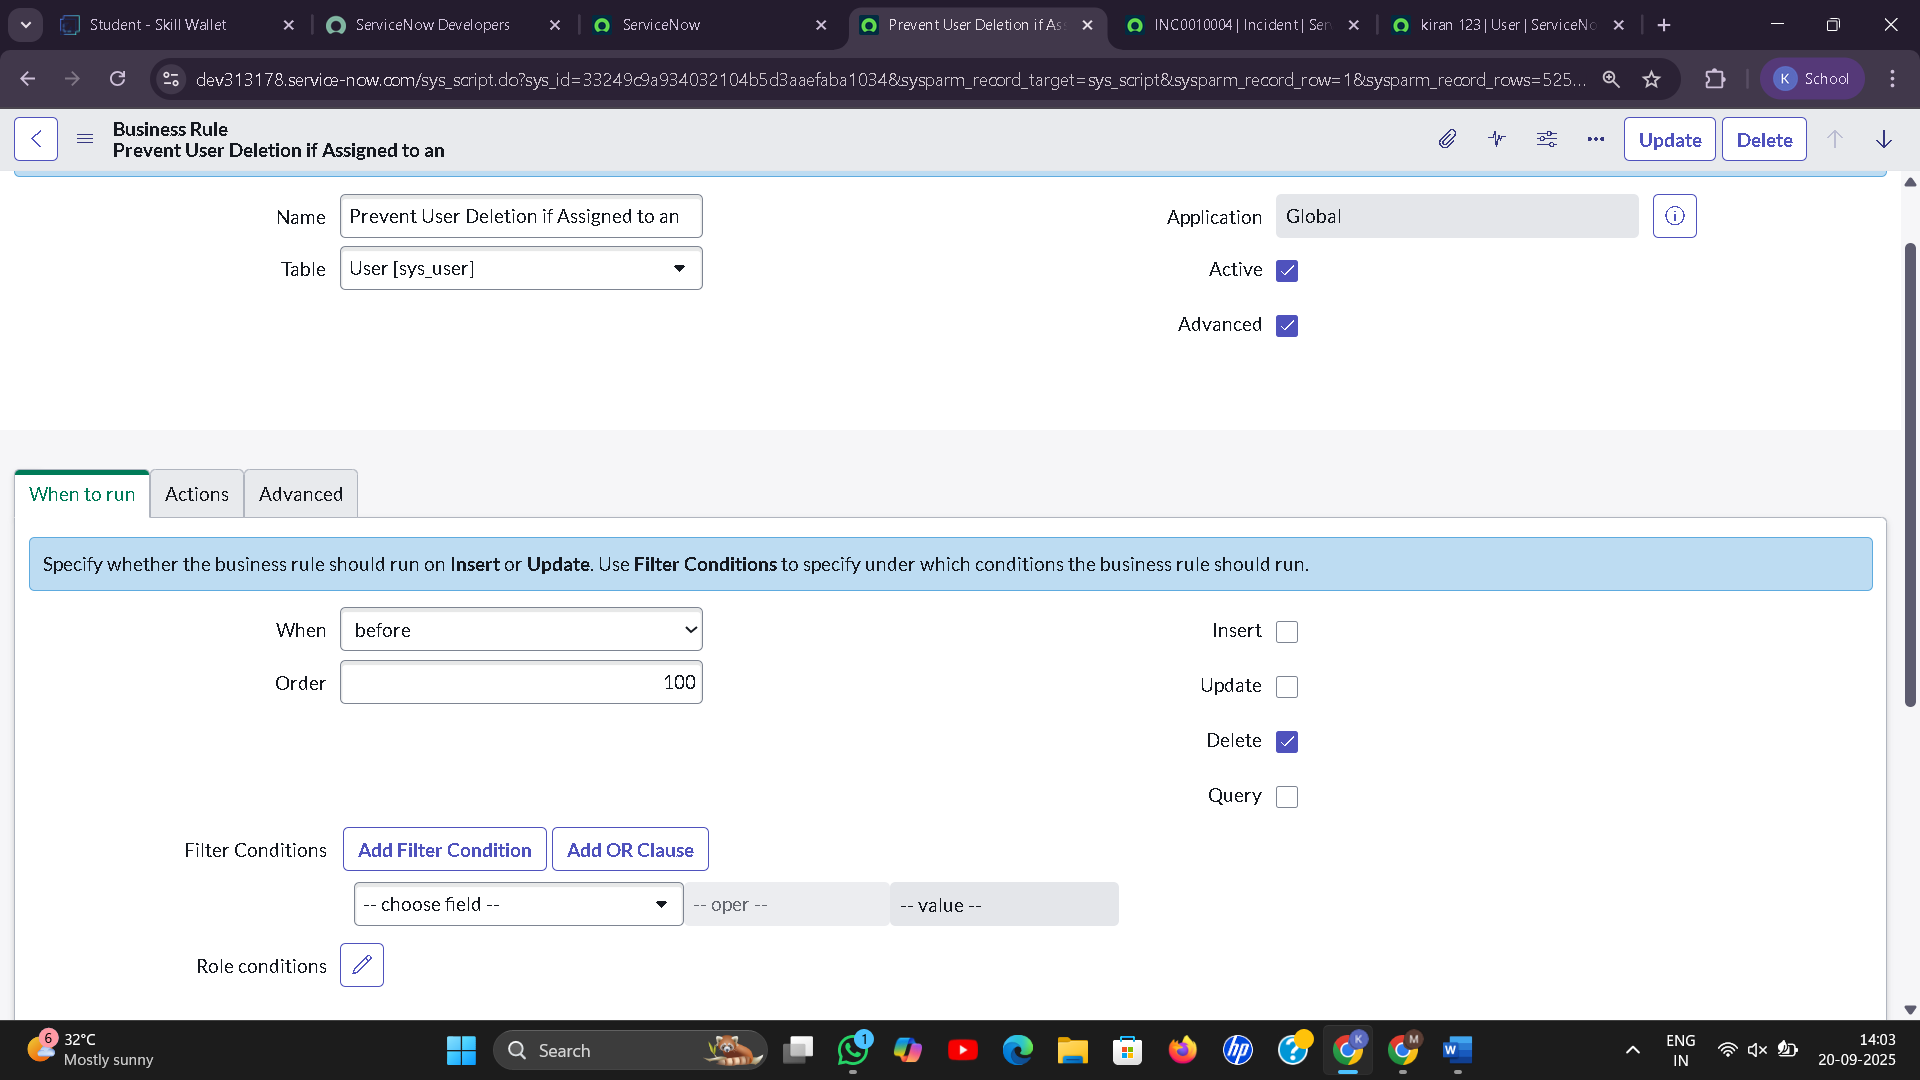 Student - Skill Wallet
ServiceNow Developers
ServiceNow
Prevent User Deletion if As
INC0010004 | Incident | Ser
kiran 123 | User | ServiceNo
dev313178.service-now.com/sys_script.do?sys_id=33249c9a934032104b5d3aaefaba1034&sysparm_record_target=sys_script&sysparm_record_row=1&sysparm_record_rows=525...
K
School
Business Rule
Prevent User Deletion if Assigned to an
Update
Delete
Name
Prevent User Deletion if Assigned to an
Application
Global
Table
User [sys_user]
Active
Advanced
When to run
Actions
Advanced
Specify whether the business rule should run on Insert or Update. Use Filter Conditions to specify under which conditions the business rule should run.
When
before
Insert
Order
100
Update
Delete
Query
Filter Conditions
Add Filter Condition
Add OR Clause
-- choose field --
-- oper --
-- value --
Role conditions
6
32°C
Mostly sunny
Search
1
hp
?
K
M
W
ENG
IN
14:03
20-09-2025